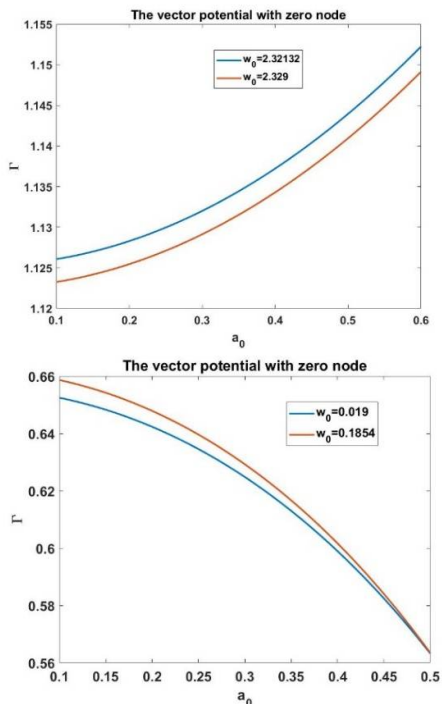 The vector potential with zero node
1.155
1.15
1.145
1.14
1.135
1.13
1.125
1.12
Γ
w₀=2.32132
w₀=2.329
0.1 0.2 0.3 0.4 0.5 0.6
a₀
The vector potential with zero node
0.66
0.64
0.62
0.6
0.58
0.56
Γ
w₀=0.019
w₀=0.1854
0.1 0.15 0.2 0.25 0.3 0.35 0.4 0.45 0.5
a₀